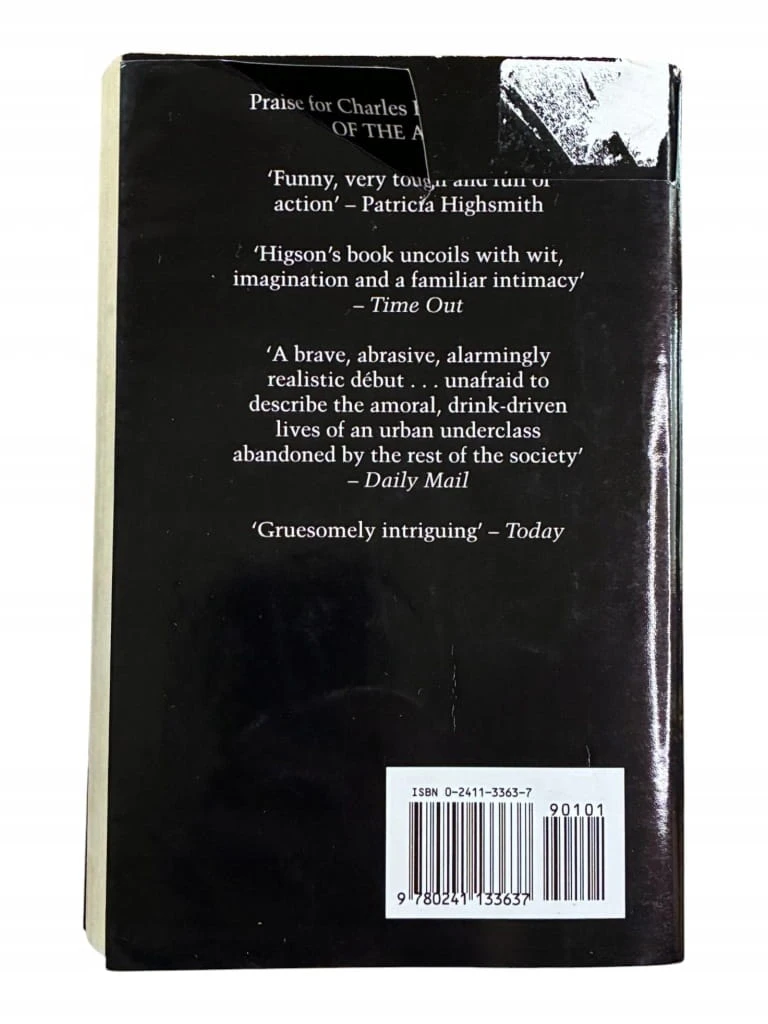 Praise for Charles
OF THE
‘Funny, very tough and full of
action’ – Patricia Highsmith
‘Higson’s book uncoils with wit,
imagination and a familiar intimacy’
– Time Out
‘A brave, abrasive, alarmingly
realistic début . . . unafraid to
describe the amoral, drink-driven
lives of an urban underclass
abandoned by the rest of the society’
– Daily Mail
‘Gruesomely intriguing’ – Today
ISBN 0-2411-3363-7
90101
9 780241 133637